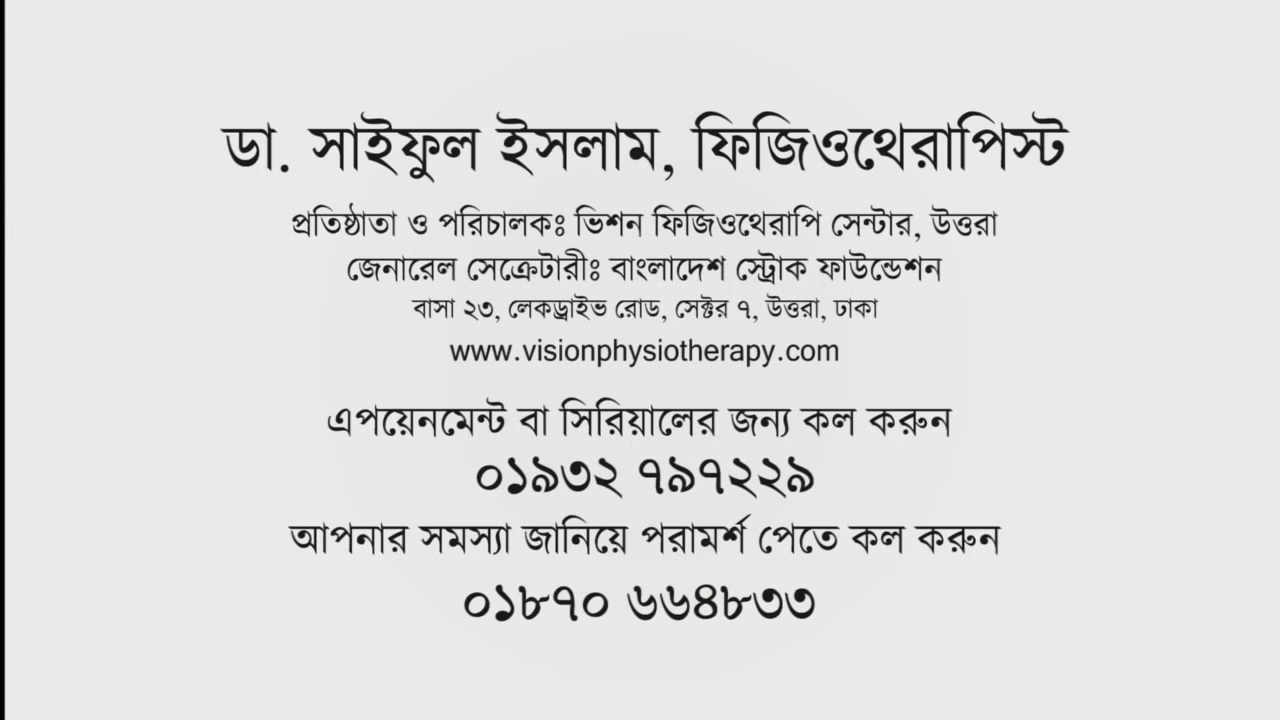 ডা. সাইফুল ইসলাম, ফিজিওথেরাপিস্ট
প্রতিষ্ঠাতা ও পরিচালকঃ ভিশন ফিজিওথেরাপি সেন্টার, উত্তরা
জেনারেল সেক্রেটারীঃ বাংলাদেশ স্ট্রোক ফাউন্ডেশন
বাসা ২৩, লেকড্রাইভ রোড, সেক্টর ৭, উত্তরা, ঢাকা
www.visionphysiotherapy.com
এপয়েনমেন্ট বা সিরিয়ালের জন্য কল করুন
০১৯৩২ ৭৯৭২২৯
আপনার সমস্যা জানিয়ে পরামর্শ পেতে কল করুন
০১৮৭০ ৬৬৪৮৩৩